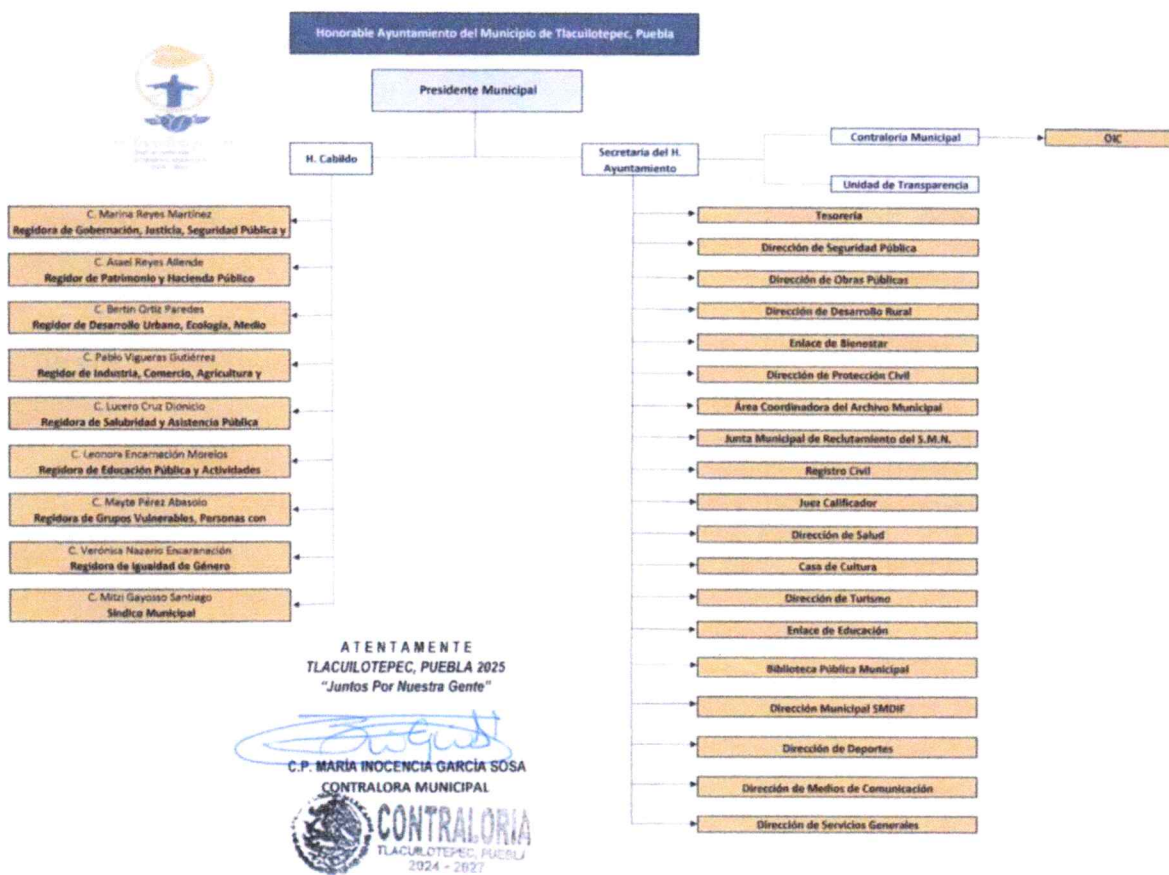 Honorable Ayuntamiento del Municipio de Tlacuilotepec, Puebla
Presidente Municipal
H. Cabildo
Secretaría del H.
Ayuntamiento
Contraloría Municipal
OIC
Unidad de Transparencia
C. Marina Reyes Martínez
Regidora de Gobernación, Justicia, Seguridad Pública y
C. Asael Reyes Allende
Regidor de Patrimonio y Hacienda Público
C. Bertín Ortiz Paredes
Regidor de Desarrollo Urbano, Ecología, Medio
C. Pablo Vigueras Gutiérrez
Regidor de Industria, Comercio, Agricultura y
C. Lucero Cruz Dionicio
Regidora de Salubridad y Asistencia Pública
C. Leonora Encarnación Morelos
Regidora de Educación Pública y Actividades
C. Mayte Pérez Abasolo
Regidora de Grupos Vulnerables, Personas con
C. Verónica Nazario Encaranación
Regidora de Igualdad de Género
C. Mitzi Gayosso Santiago
Síndico Municipal
Tesorería
Dirección de Seguridad Pública
Dirección de Obras Públicas
Dirección de Desarrollo Rural
Enlace de Bienestar
Dirección de Protección Civil
Área Coordinadora del Archivo Municipal
Junta Municipal de Reclutamiento del S.M.N.
Registro Civil
Juez Calificador
Dirección de Salud
Casa de Cultura
Dirección de Turismo
Enlace de Educación
Biblioteca Pública Municipal
Dirección Municipal SMDIF
Dirección de Deportes
Dirección de Medios de Comunicación
Dirección de Servicios Generales
ATENTAMENTE
TLACUILOTEPEC, PUEBLA 2025
"Juntos Por Nuestra Gente"
C.P. MARÍA INOCENCIA GARCÍA SOSA
CONTRALORA MUNICIPAL
CONTRALORIA
TLACUILOTEPEC, PUEBLA
2024 - 2027